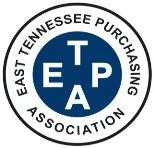 EAST TENNESSEE PURCHASING
ASSOCIATION
T
E P
A